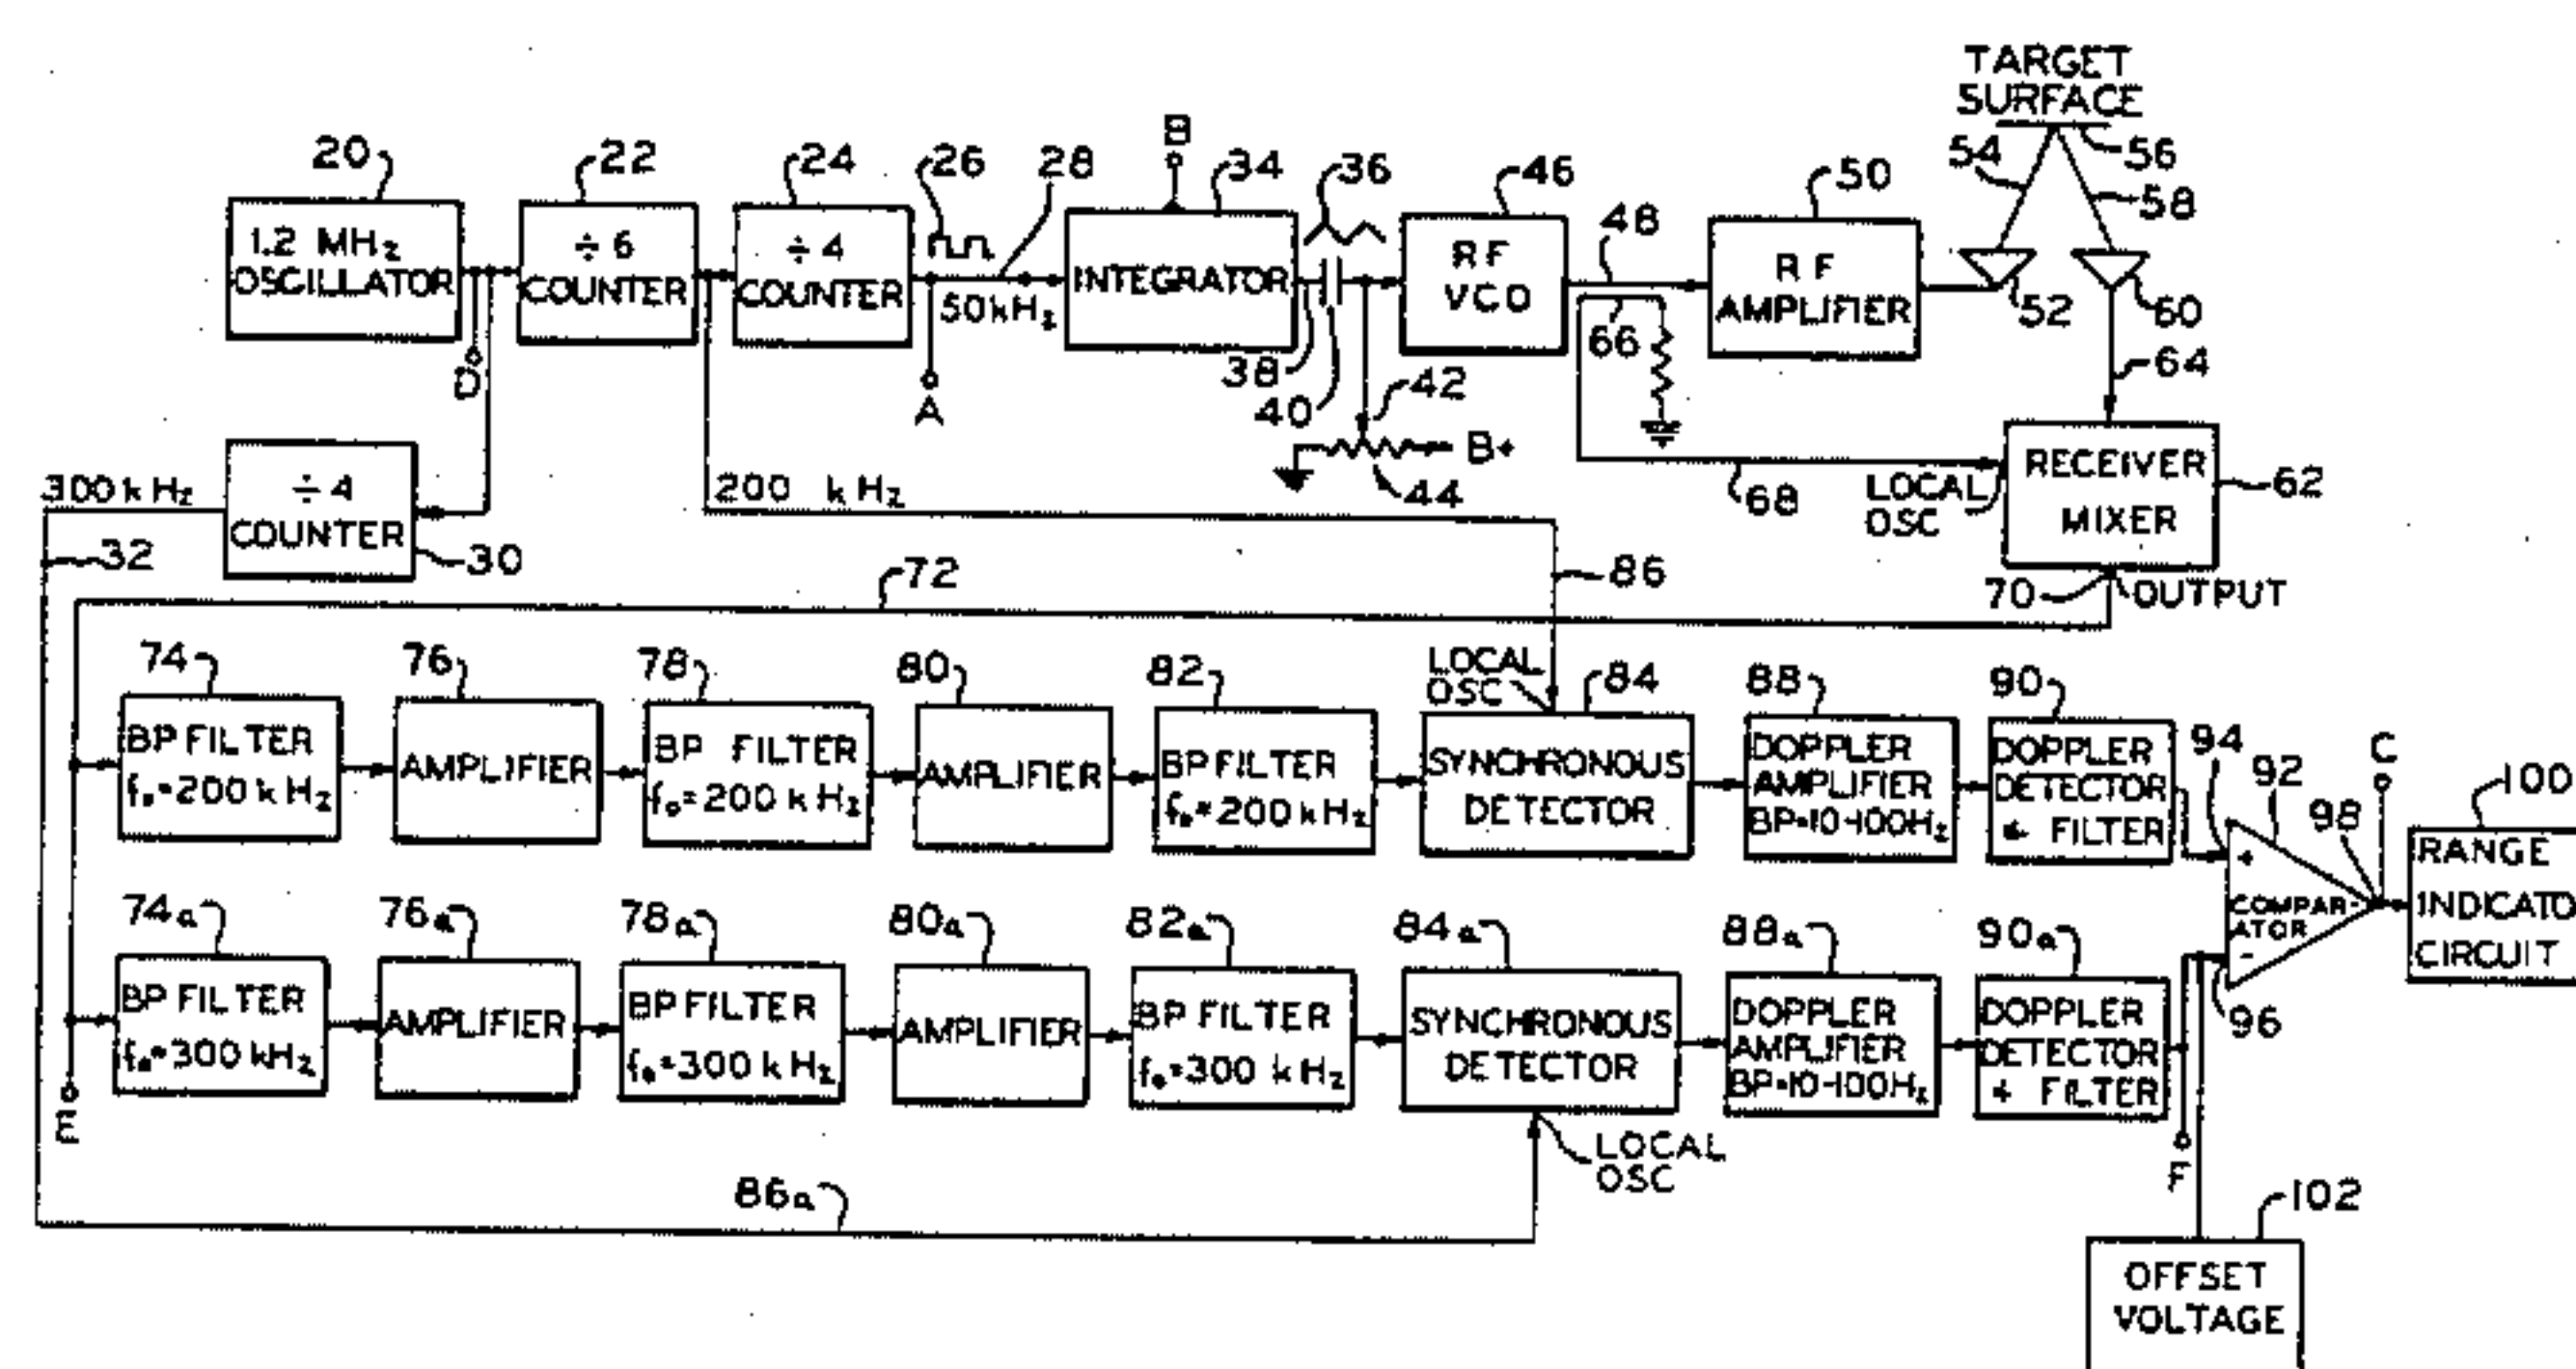 TARGET
SURFACE
20
22
24
26
28
B
34
36
46
48
50
54
56
58
1.2 MHz
OSCILLATOR
÷ 6
COUNTER
÷ 4
COUNTER
50kHz
INTEGRATOR
RF
VCO
RF
AMPLIFIER
52
60
D
A
38
40
42
66
64
B+
44
300 kHz
÷ 4
COUNTER
200 kHz
68
LOCAL
OSC
RECEIVER
MIXER
62
32
30
72
86
70
OUTPUT
74
76
78
80
82
LOCAL
OSC
84
88
90
BP FILTER
f₀=200 kHz
AMPLIFIER
BP FILTER
f₀=200 kHz
AMPLIFIER
BP FILTER
f₀=200 kHz
SYNCHRONOUS
DETECTOR
DOPPLER
AMPLIFIER
BP=10-100Hz
DOPPLER
DETECTOR
+ FILTER
94
92
98
C
100
+
COMPAR-
ATOR
-
96
RANGE
INDICATO
CIRCUIT
74a
76a
78a
80a
82a
84a
88a
90a
BP FILTER
f₀=300 kHz
AMPLIFIER
BP FILTER
f₀=300 kHz
AMPLIFIER
BP FILTER
f₀=300 kHz
SYNCHRONOUS
DETECTOR
DOPPLER
AMPLIFIER
BP=10-100Hz
DOPPLER
DETECTOR
+ FILTER
E
LOCAL
OSC
F
86a
102
OFFSET
VOLTAGE